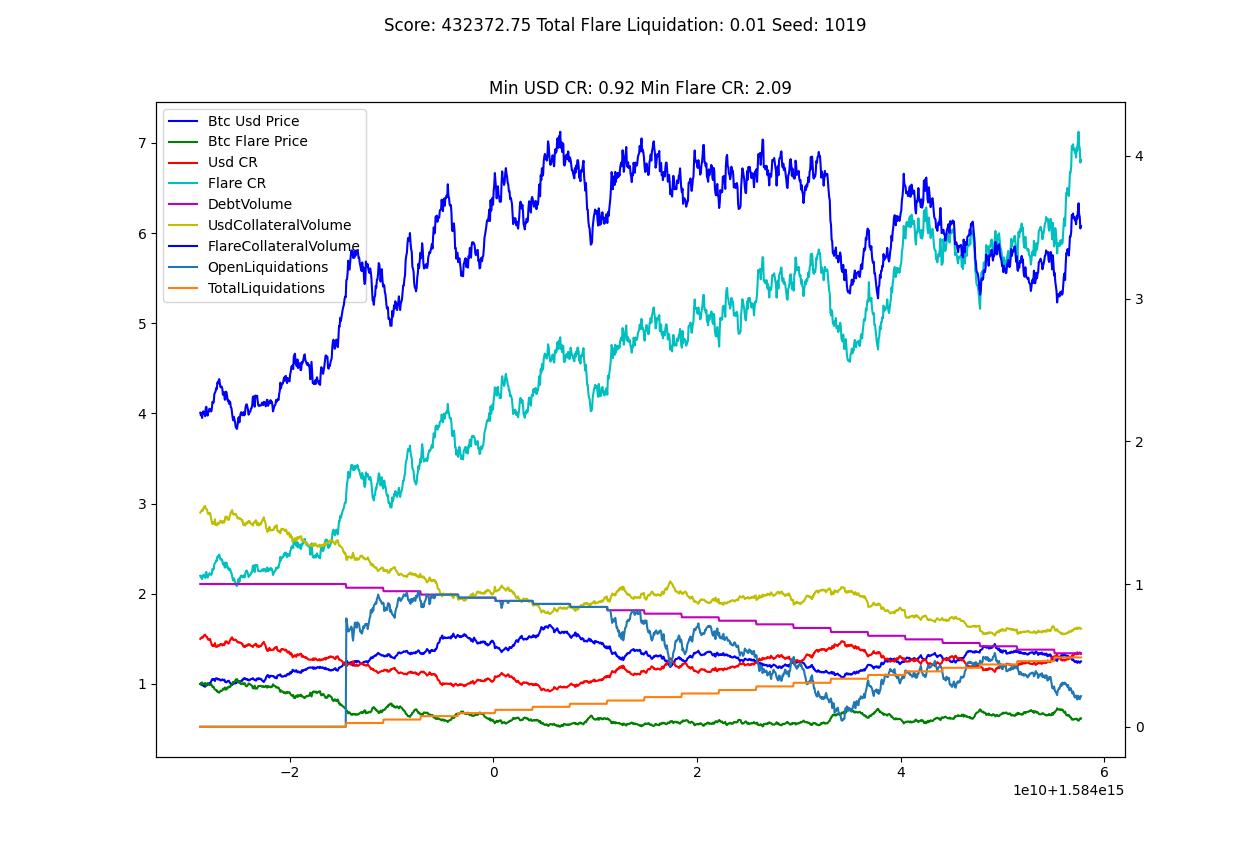 Score: 432372.75 Total Flare Liquidation: 0.01 Seed: 1019
Min USD CR: 0.92 Min Flare CR: 2.09
Btc Usd Price
Btc Flare Price
Usd CR
Flare CR
DebtVolume
UsdCollateralVolume
FlareCollateralVolume
OpenLiquidations
TotalLiquidations
7
6
5
4
3
2
1
4
3
2
1
0
−2
0
2
4
6
1e10+1.584e15